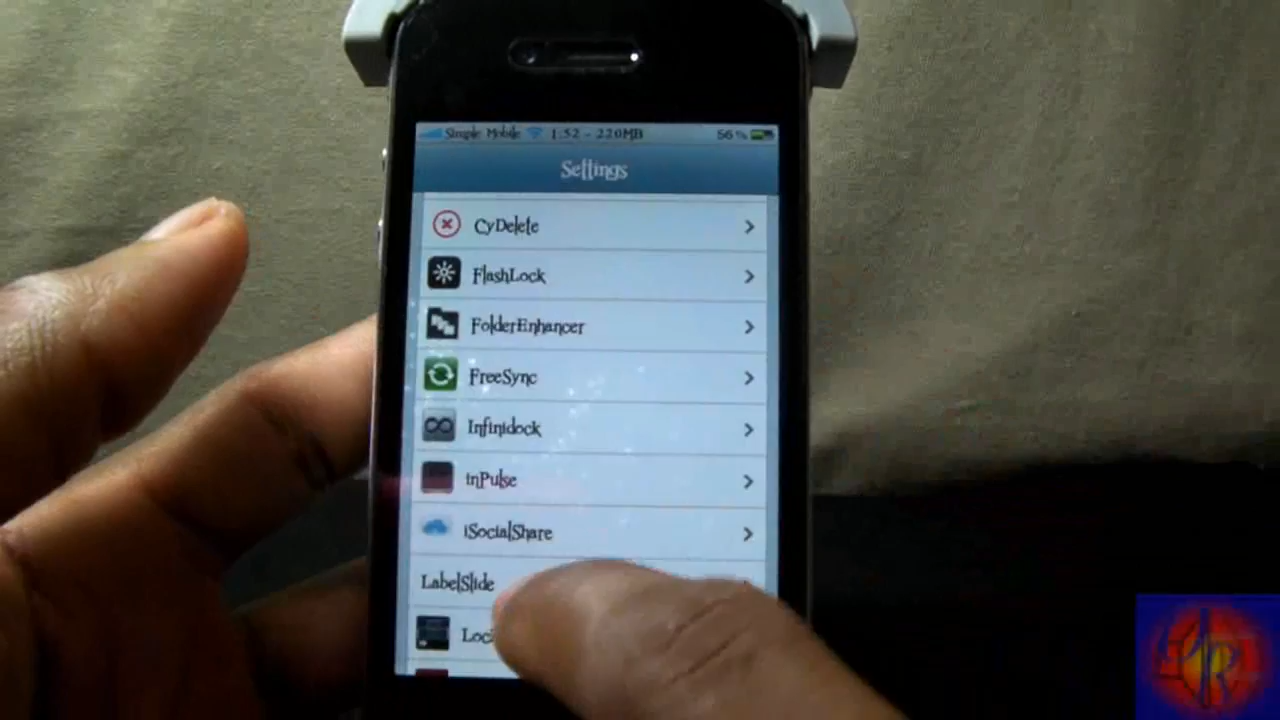 Simple Mobile 1:52 - 220MB 56%
Settings
CyDelete
FlashLock
FolderEnhancer
FreeSync
Infinidock
inPulse
iSocialShare
LabelSlide